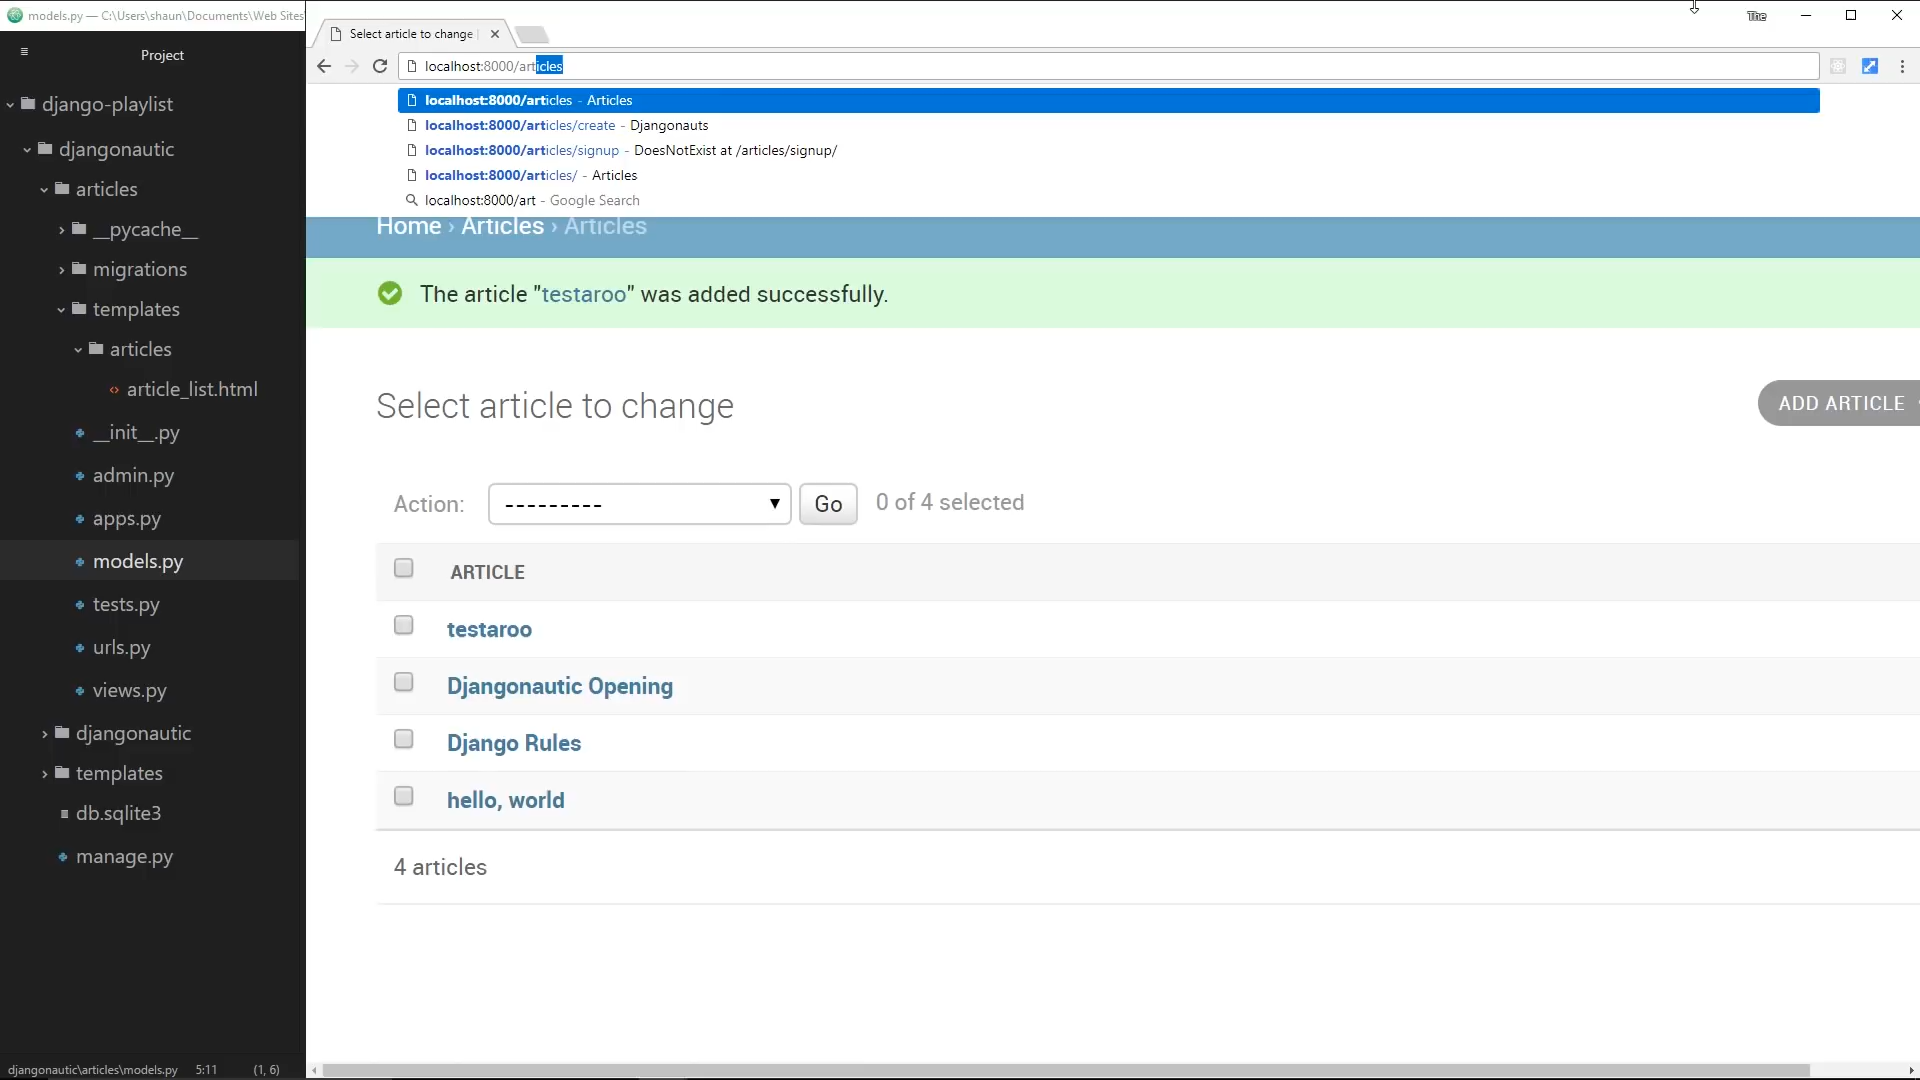 models.py — C:\Users\shaun\Documents\Web Sites
Project
django-playlist
djangonautic
articles
__pycache__
migrations
templates
articles
article_list.html
__init__.py
admin.py
apps.py
models.py
tests.py
urls.py
views.py
djangonautic
templates
db.sqlite3
manage.py
djangonautic\articles\models.py 5:11 (1, 6)
Select article to change
The
localhost:8000/articles
localhost:8000/articles - Articles
localhost:8000/articles/create - Djangonauts
localhost:8000/articles/signup - DoesNotExist at /articles/signup/
localhost:8000/articles/ - Articles
localhost:8000/art - Google Search
Home › Articles › Articles
The article "testaroo" was added successfully.
Select article to change
ADD ARTICLE
Action: --------- Go 0 of 4 selected
ARTICLE
testaroo
Djangonautic Opening
Django Rules
hello, world
4 articles